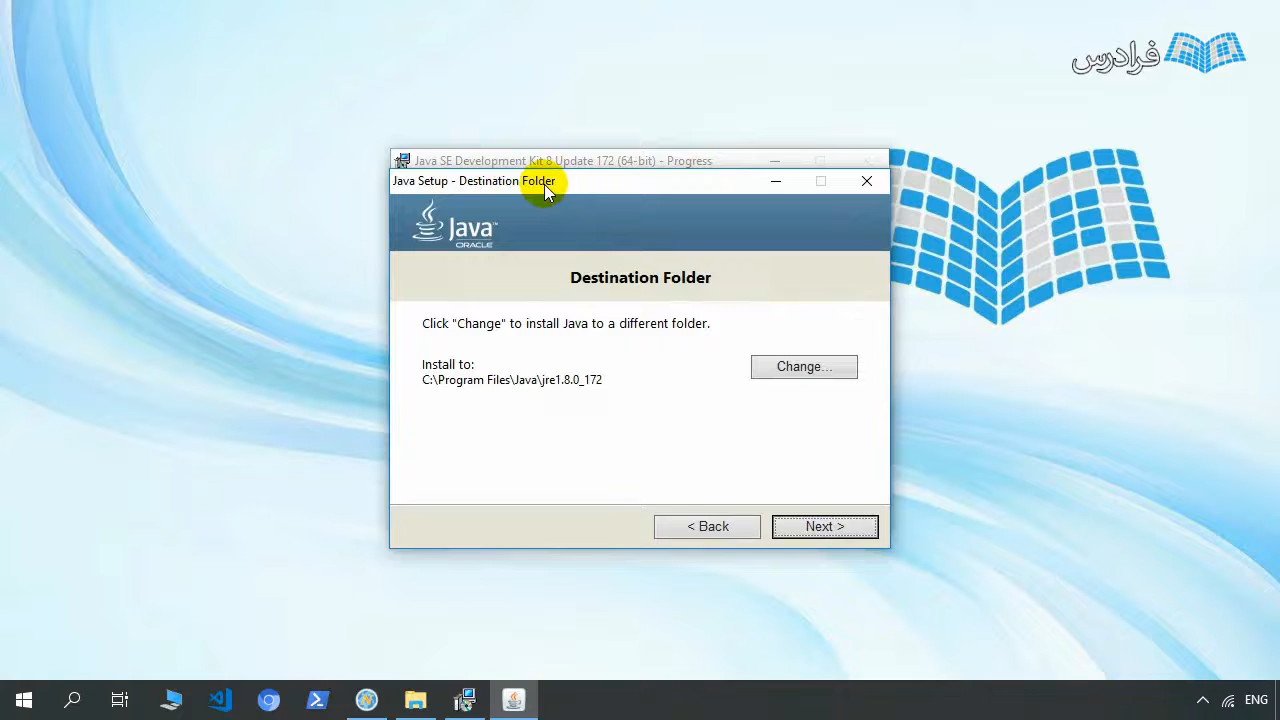 فرادرس
Java SE Development Kit 8 Update 172 (64-bit) - Progress
Java Setup - Destination Folder
Java™
ORACLE
Destination Folder
Click "Change" to install Java to a different folder.
Install to:
Change...
C:\Program Files\Java\jre1.8.0_172
< Back
Next >
ENG